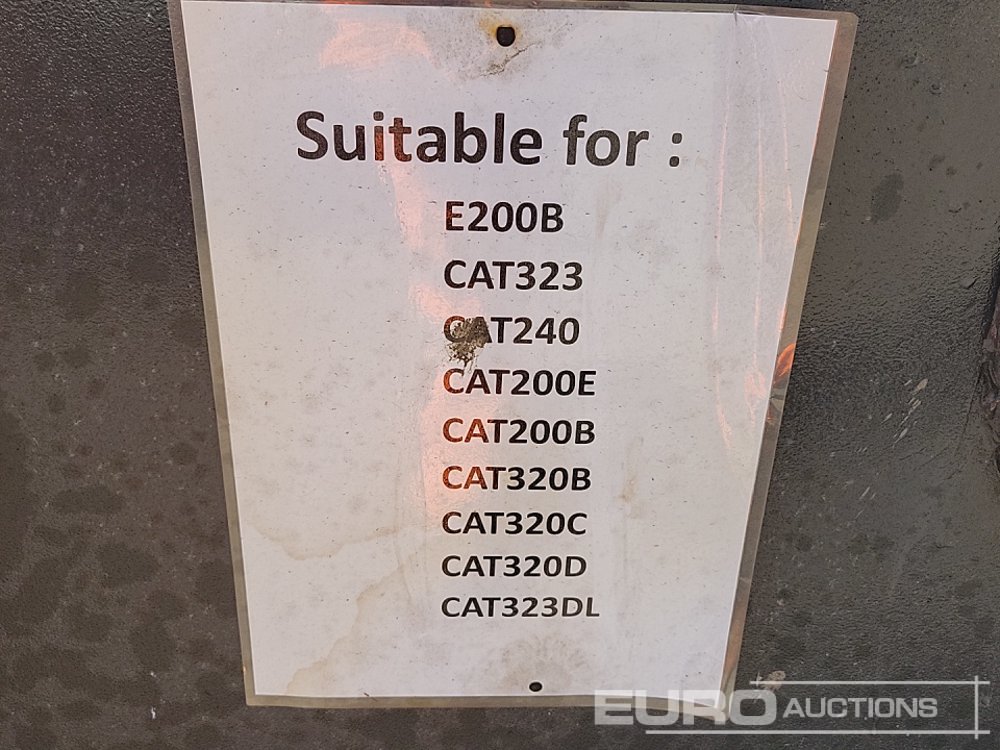 Suitable for :
E200B
CAT323
CAT240
CAT200E
CAT200B
CAT320B
CAT320C
CAT320D
CAT323DL
EURO AUCTIONS